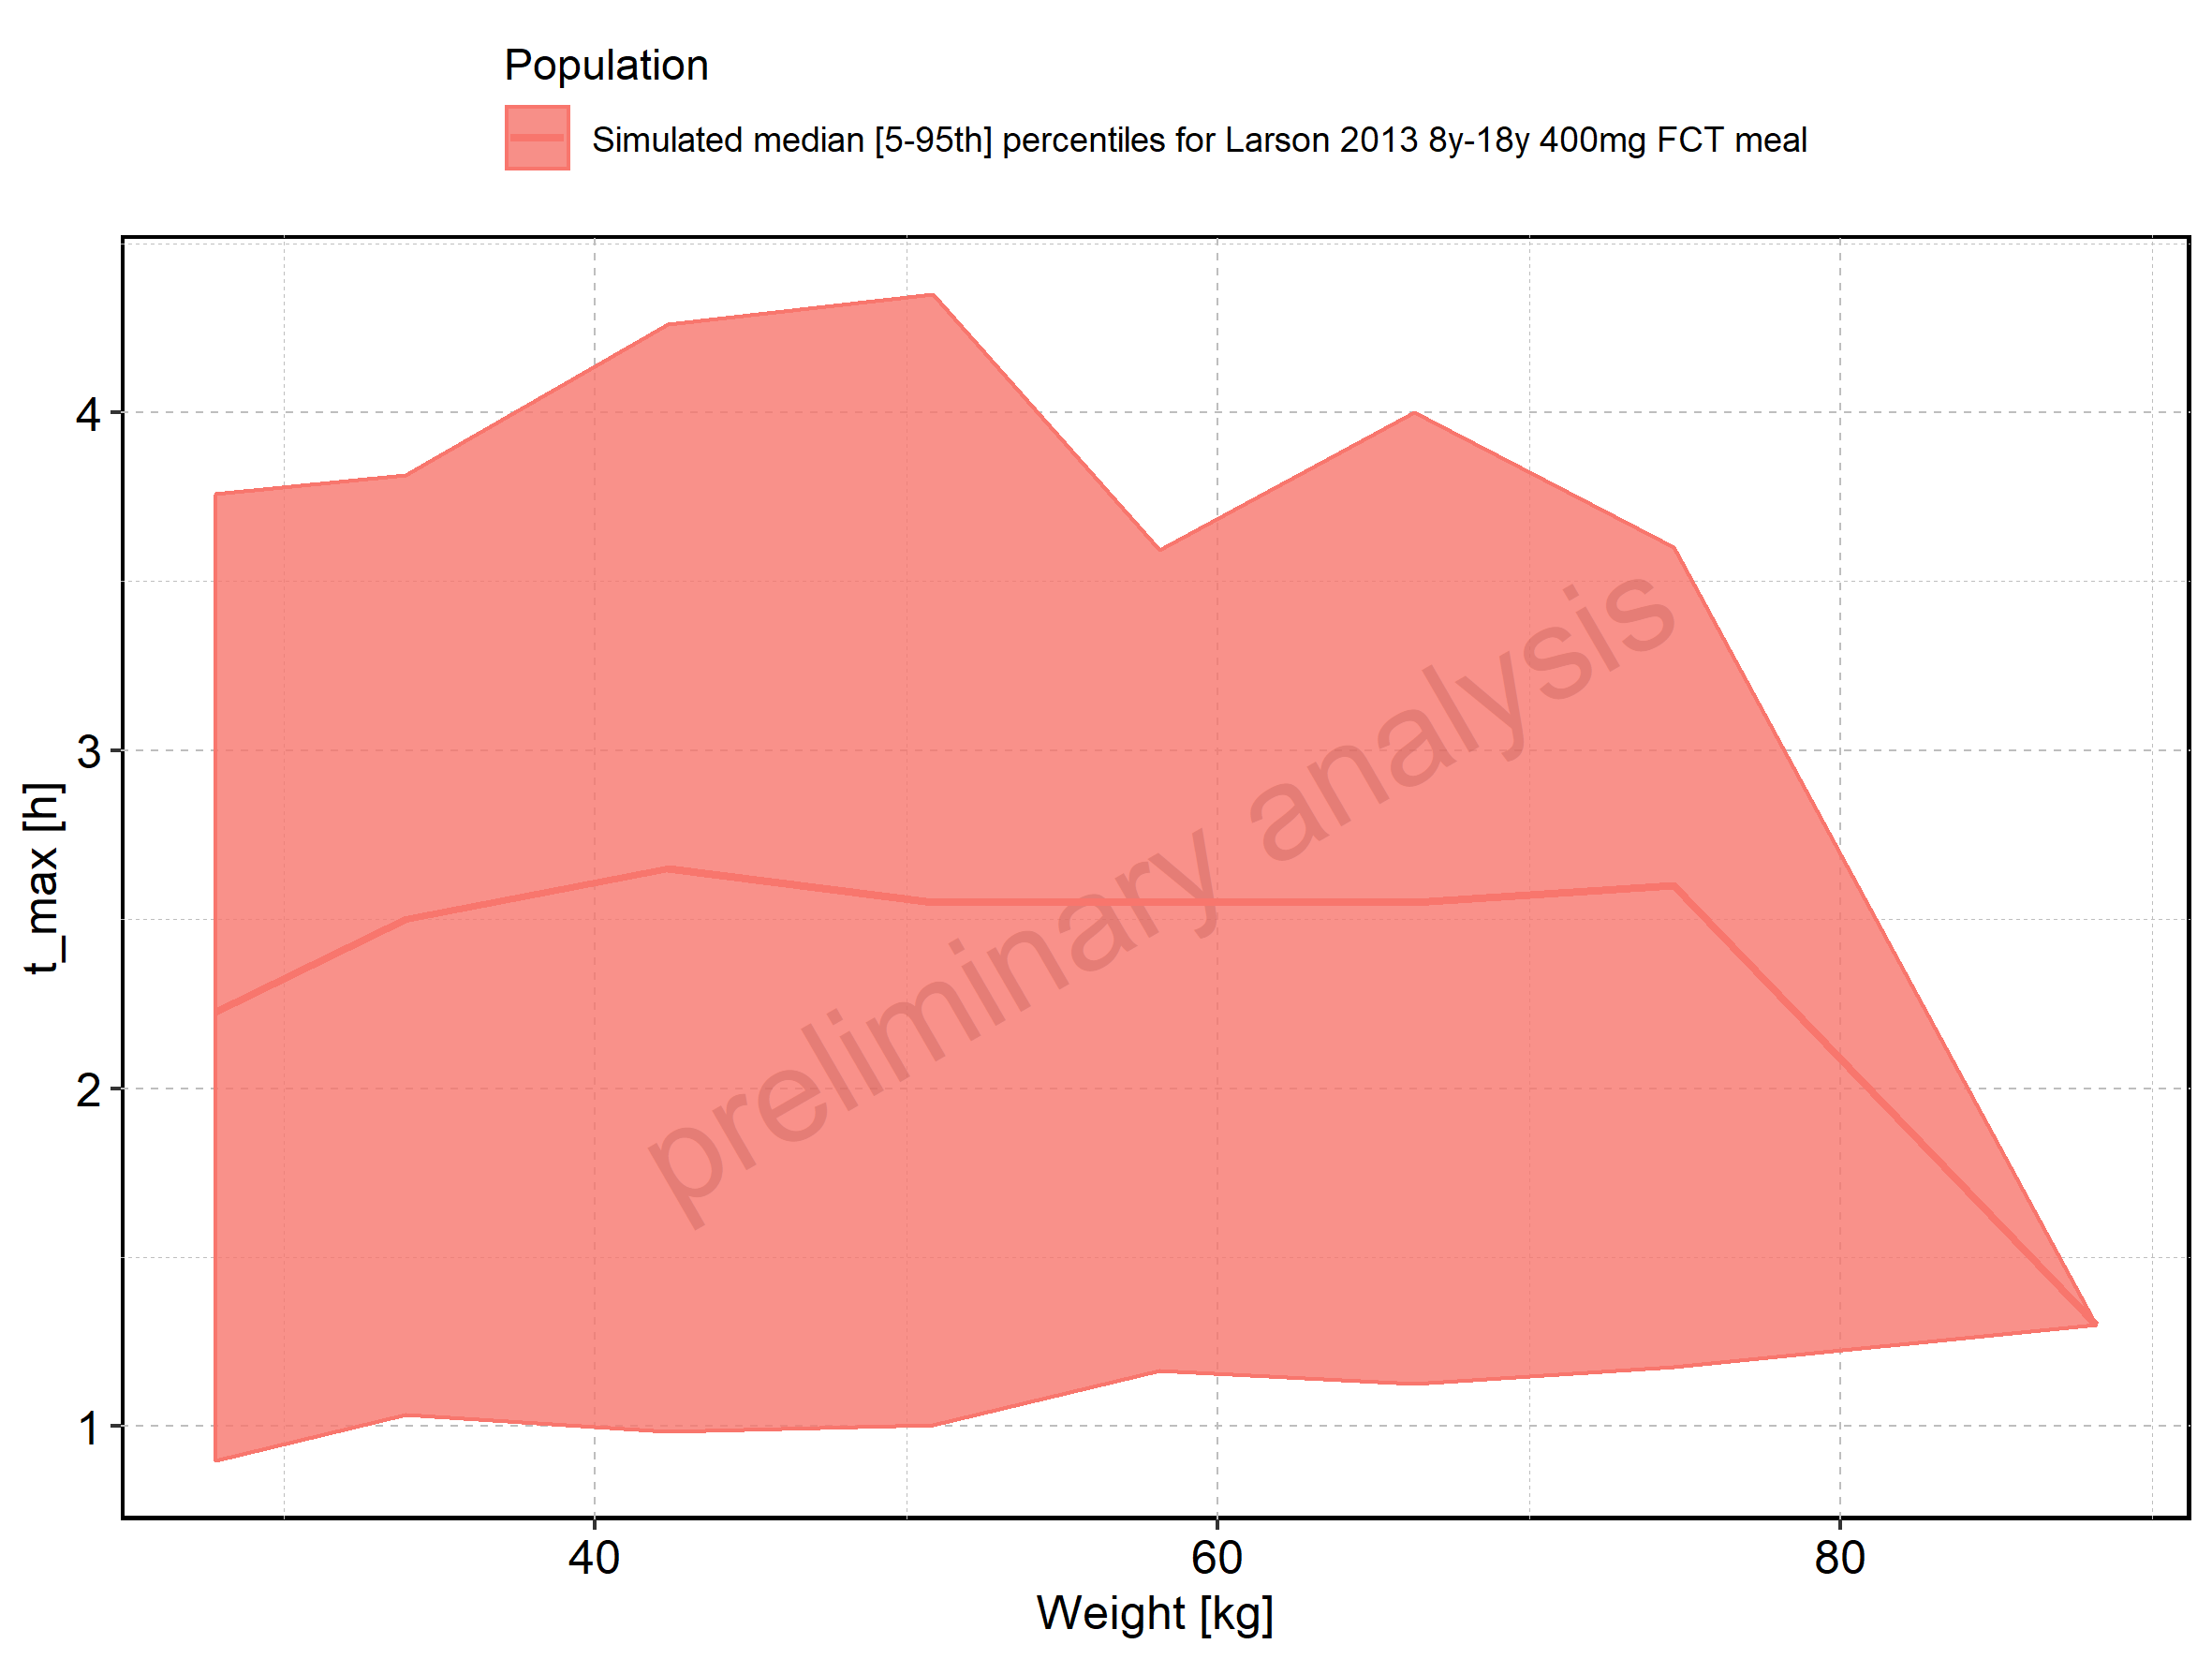 Population
Simulated median [5-95th] percentiles for Larson 2013 8y-18y 400mg FCT meal
4
3
2
1
t_max [h]
preliminary analysis
40 60 80
Weight [kg]